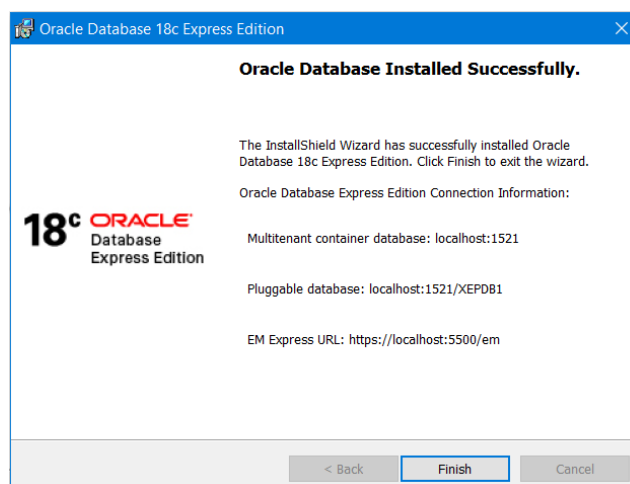 Oracle Database 18c Express Edition
Oracle Database Installed Successfully.
The InstallShield Wizard has successfully installed Oracle
Database 18c Express Edition. Click Finish to exit the wizard.
Oracle Database Express Edition Connection Information:
18c ORACLE
Database
Express Edition
Multitenant container database: localhost:1521
Pluggable database: localhost:1521/XEPDB1
EM Express URL: https://localhost:5500/em
< Back Finish Cancel